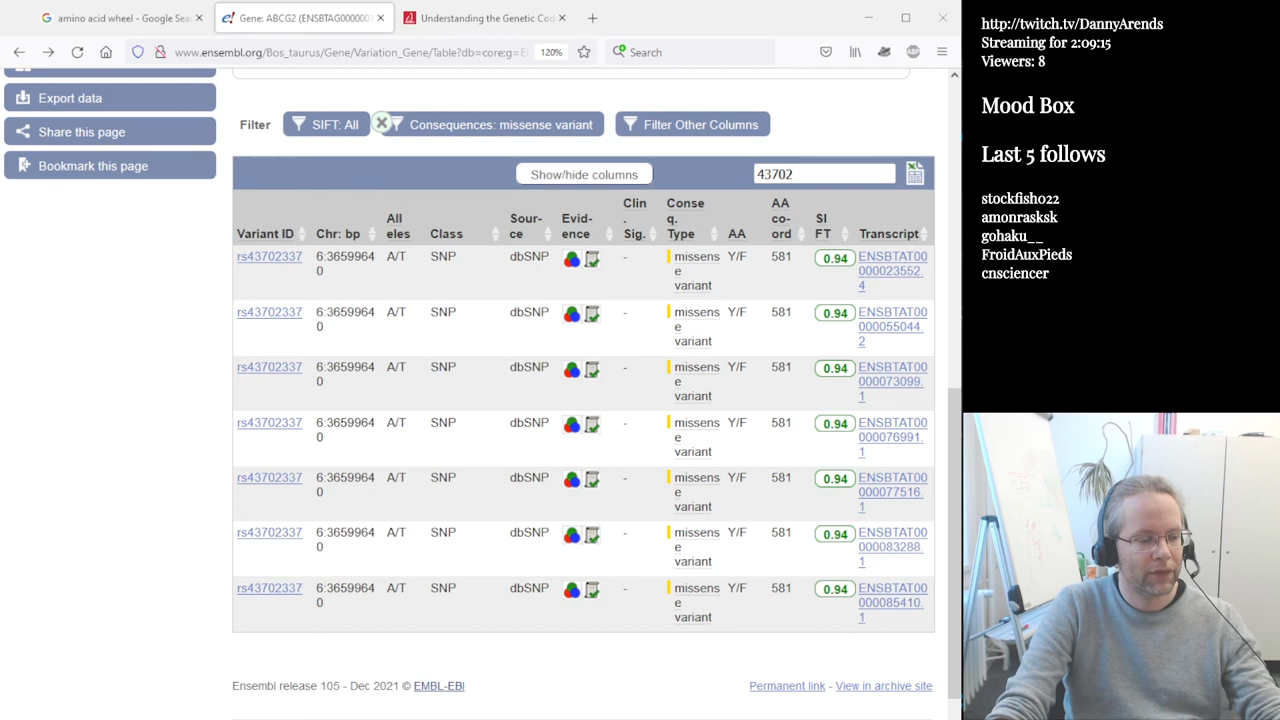 amino acid wheel - Google Sea
Gene: ABCG2 (ENSBTAG0000001
Understanding the Genetic Cod
www.ensembl.org/Bos_taurus/Gene/Variation_Gene/Table?db=core;g=E
120%
Search
Export data
Share this page
Bookmark this page
Filter
SIFT: All
Consequences: missense variant
Filter Other Columns
Show/hide columns
43702
Variant ID
Chr: bp
All
eles
Class
Sour-
ce
Evid-
ence
Clin
.
Sig.
Conse
q.
Type
AA
AA
co-
ord
SI
FT
Transcript
rs43702337
6:3659964
0
A/T
SNP
dbSNP
-
missens
e
variant
Y/F
581
0.94
ENSBTAT00
000023552.
4
rs43702337
6:3659964
0
A/T
SNP
dbSNP
-
missens
e
variant
Y/F
581
0.94
ENSBTAT00
000055044.
2
rs43702337
6:3659964
0
A/T
SNP
dbSNP
-
missens
e
variant
Y/F
581
0.94
ENSBTAT00
000073099.
1
rs43702337
6:3659964
0
A/T
SNP
dbSNP
-
missens
e
variant
Y/F
581
0.94
ENSBTAT00
000076991.
1
rs43702337
6:3659964
0
A/T
SNP
dbSNP
-
missens
e
variant
Y/F
581
0.94
ENSBTAT00
000077516.
1
rs43702337
6:3659964
0
A/T
SNP
dbSNP
-
missens
e
variant
Y/F
581
0.94
ENSBTAT00
000083288.
1
rs43702337
6:3659964
0
A/T
SNP
dbSNP
-
missens
e
variant
Y/F
581
0.94
ENSBTAT00
000085410.
1
Ensembl release 105 - Dec 2021 © EMBL-EBI
Permanent link - View in archive site
http://twitch.tv/DannyArends
Streaming for 2:09:15
Viewers: 8
Mood Box
Last 5 follows
stockfish022
amonrasksk
gohaku__
FroidAuxPieds
cnsciencer